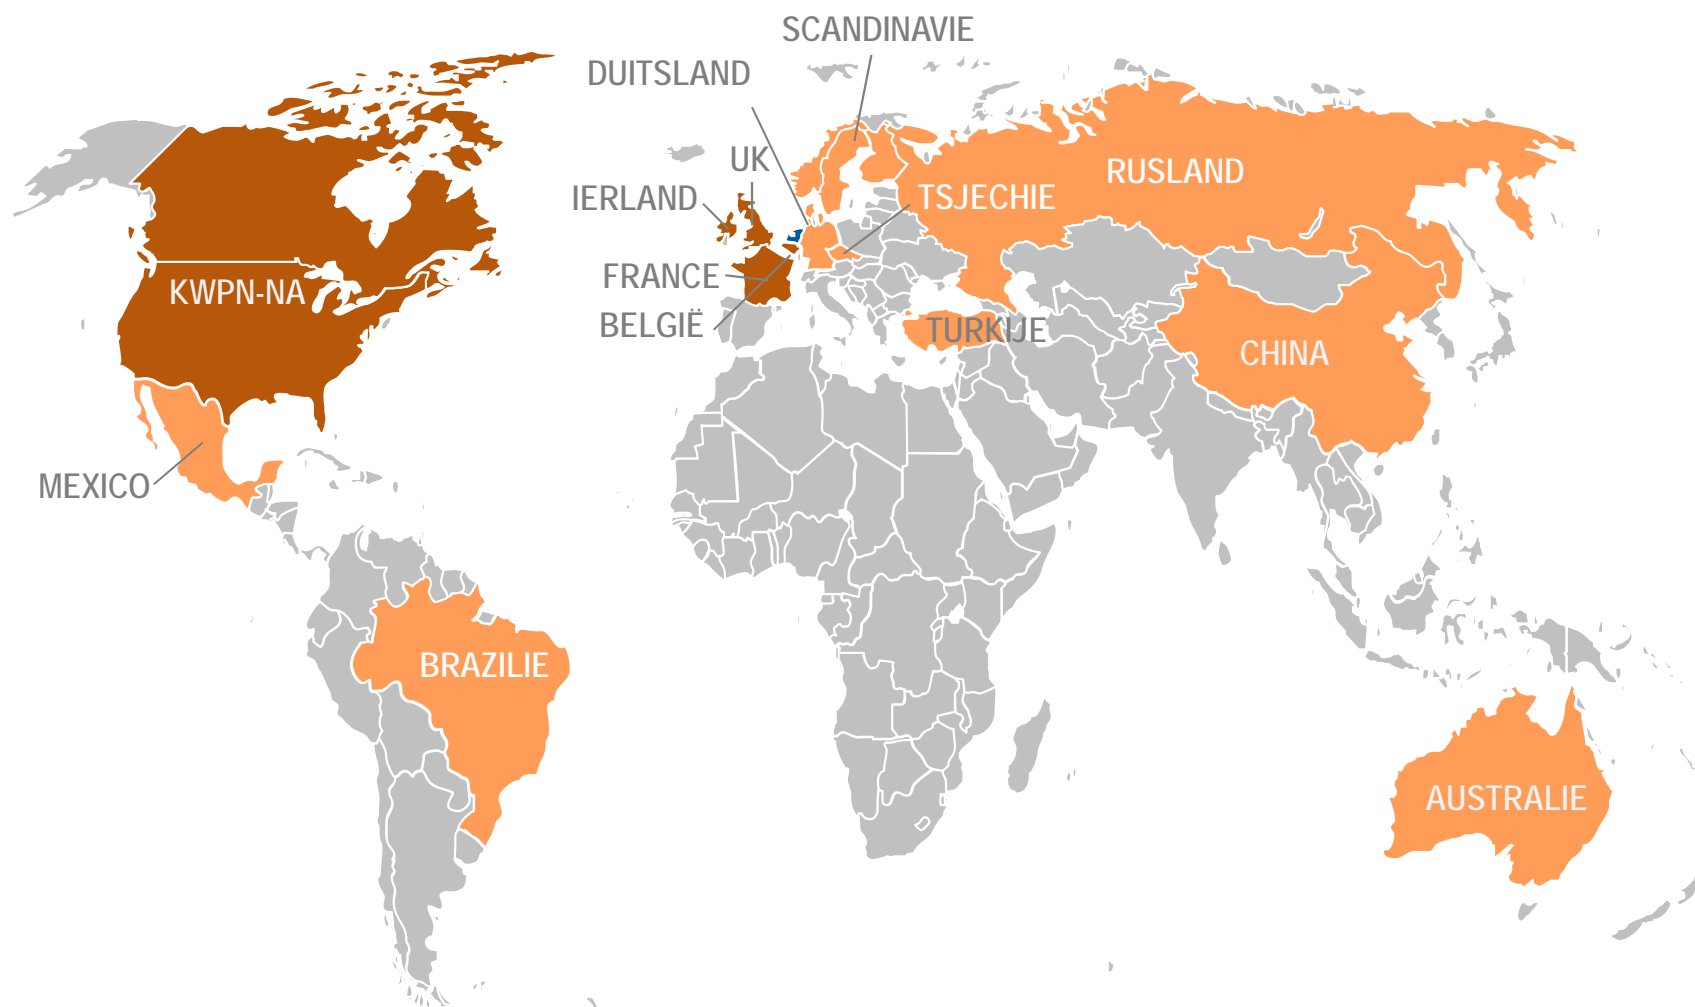 SCANDINAVIE
DUITSLAND
UK
RUSLAND
IERLAND
TSJECHIE
FRANCE
KWPN-NA
BELGIË
TURKIJE
CHINA
MEXICO
BRAZILIE
AUSTRALIE